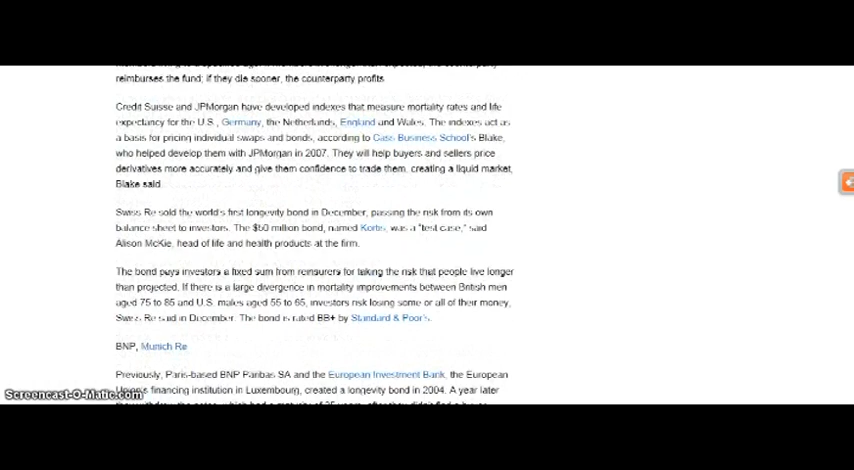 reimburses the fund; if they die sooner, the counterparty profits.
Credit Suisse and JPMorgan have developed indexes that measure mortality rates and life
expectancy for the U.S., Germany, the Netherlands, England and Wales. The indexes act as
a basis for pricing individual swaps and bonds, according to Cass Business School's Blake,
who helped develop them with JPMorgan in 2007. They will help buyers and sellers price
derivatives more accurately and give them confidence to trade them, creating a liquid market,
Blake said.
Swiss Re sold the world's first longevity bond in December, passing the risk from its own
balance sheet to investors. The $50 million bond, named Kortis, was a "test case," said
Alison McKie, head of life and health products at the firm.
The bond pays investors a fixed sum from reinsurers for taking the risk that people live longer
than projected. If there is a large divergence in mortality improvements between British men
aged 75 to 85 and U.S. males aged 55 to 65, investors risk losing some or all of their money,
Swiss Re said in December. The bond is rated BB+ by Standard & Poor's.
BNP, Munich Re
Previously, Paris-based BNP Paribas SA and the European Investment Bank, the European
Union's financing institution in Luxembourg, created a longevity bond in 2004. A year later
Screencast-O-Matic.com